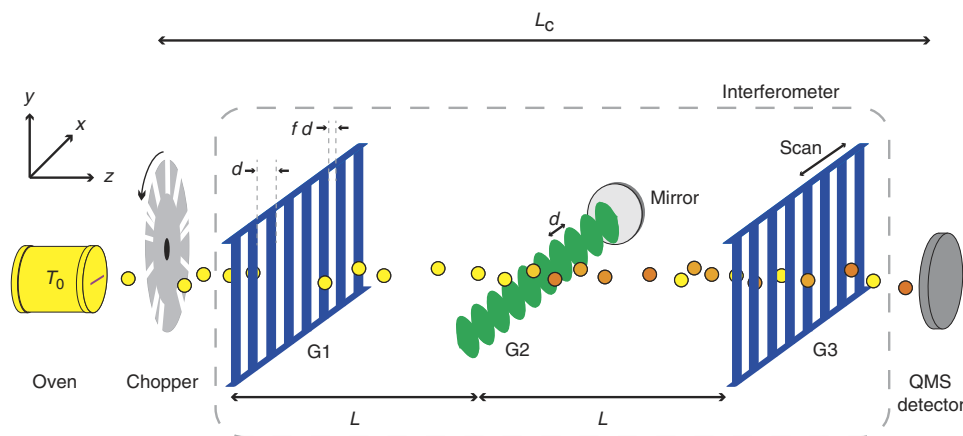 L_C
Interferometer
y
x
z
f d
d
Scan
Mirror
d
T_0
G1
G2
G3
Oven
Chopper
QMS
detector
L
L